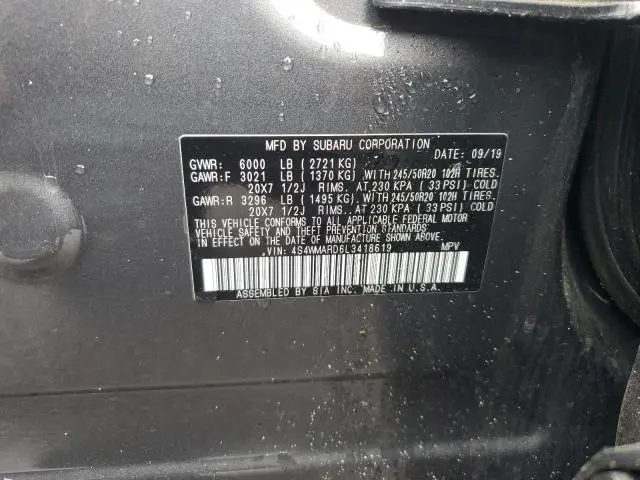 MFD BY SUBARU CORPORATION
GVWR: 6000 LB ( 2721 KG) DATE: 09/19
GAWR:F 3021 LB ( 1370 KG), WITH 245/50R20 102H TIRES.
20X7 1/2J RIMS. AT 230 KPA ( 33 PSI) COLD
GAWR:R 3296 LB ( 1495 KG), WITH 245/50R20 102H TIRES.
20X7 1/2J RIMS. AT 230 KPA ( 33 PSI) COLD
THIS VEHICLE CONFORMS TO ALL APPLICABLE FEDERAL MOTOR
VEHICLE SAFETY AND THEFT PREVENTION STANDARDS
IN EFFECT ON THE DATE OF MANUFACTURE SHOWN ABOVE.
VIN: 4S4WMARD6L3418619 MPV
ASSEMBLED BY SIA INC. MADE IN U.S.A.